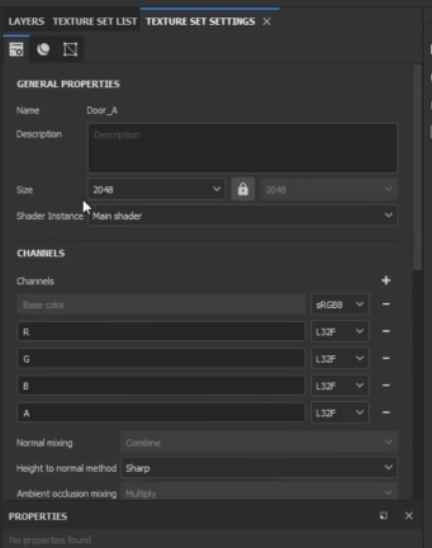 LAYERS TEXTURE SET LIST TEXTURE SET SETTINGS ×
GENERAL PROPERTIES
Name Door_A
Description Description
Size 2048 2048
Shader Instance Main shader
CHANNELS
Channels +
Base color sRGB8 −
R L32F −
G L32F −
B L32F −
A L32F −
Normal mixing Combine
Height to normal method Sharp
Ambient occlusion mixing Multiply
PROPERTIES ×
No properties found